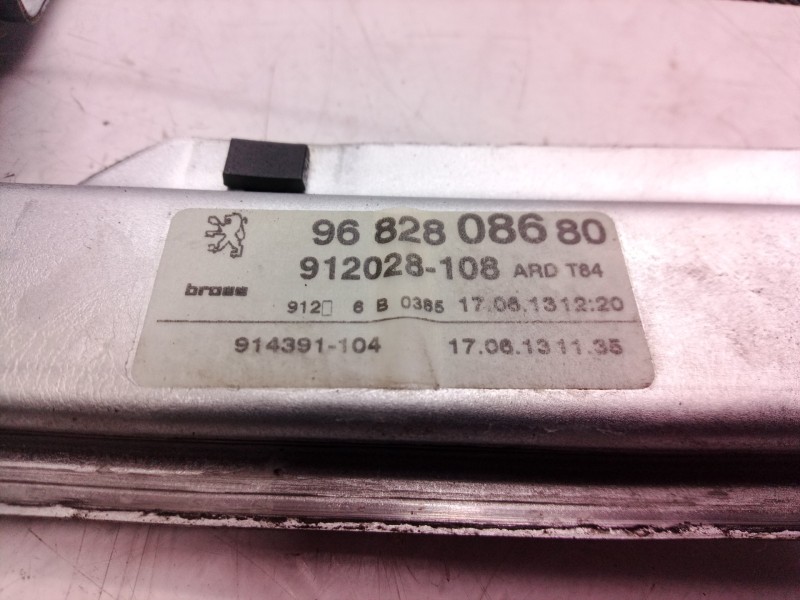 96 828 086 80
912028-108 ARD T84
brose
912 6 B 0385 17.06.13 12:20
914391-104 17.06.13 11.35